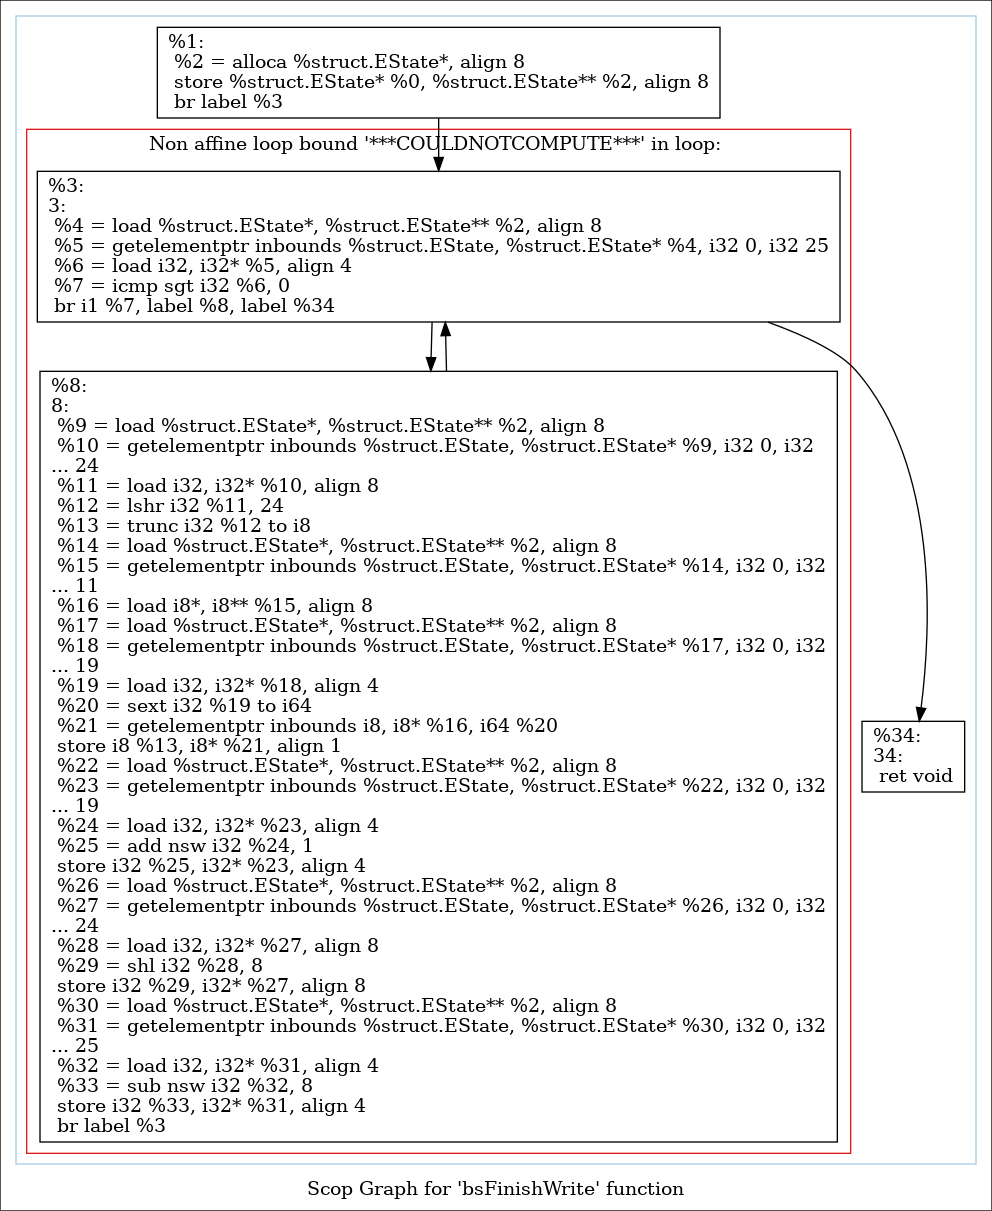 %1:
%2 = alloca %struct.EState*, align 8
store %struct.EState* %0, %struct.EState** %2, align 8
br label %3
Non affine loop bound '***COULDNOTCOMPUTE***' in loop:
%3:
3:
%4 = load %struct.EState*, %struct.EState** %2, align 8
%5 = getelementptr inbounds %struct.EState, %struct.EState* %4, i32 0, i32 25
%6 = load i32, i32* %5, align 4
%7 = icmp sgt i32 %6, 0
br i1 %7, label %8, label %34
%8:
8:
%9 = load %struct.EState*, %struct.EState** %2, align 8
%10 = getelementptr inbounds %struct.EState, %struct.EState* %9, i32 0, i32
... 24
%11 = load i32, i32* %10, align 8
%12 = lshr i32 %11, 24
%13 = trunc i32 %12 to i8
%14 = load %struct.EState*, %struct.EState** %2, align 8
%15 = getelementptr inbounds %struct.EState, %struct.EState* %14, i32 0, i32
... 11
%16 = load i8*, i8** %15, align 8
%17 = load %struct.EState*, %struct.EState** %2, align 8
%18 = getelementptr inbounds %struct.EState, %struct.EState* %17, i32 0, i32
... 19
%19 = load i32, i32* %18, align 4
%20 = sext i32 %19 to i64
%21 = getelementptr inbounds i8, i8* %16, i64 %20
store i8 %13, i8* %21, align 1
%22 = load %struct.EState*, %struct.EState** %2, align 8
%23 = getelementptr inbounds %struct.EState, %struct.EState* %22, i32 0, i32
... 19
%24 = load i32, i32* %23, align 4
%25 = add nsw i32 %24, 1
store i32 %25, i32* %23, align 4
%26 = load %struct.EState*, %struct.EState** %2, align 8
%27 = getelementptr inbounds %struct.EState, %struct.EState* %26, i32 0, i32
... 24
%28 = load i32, i32* %27, align 8
%29 = shl i32 %28, 8
store i32 %29, i32* %27, align 8
%30 = load %struct.EState*, %struct.EState** %2, align 8
%31 = getelementptr inbounds %struct.EState, %struct.EState* %30, i32 0, i32
... 25
%32 = load i32, i32* %31, align 4
%33 = sub nsw i32 %32, 8
store i32 %33, i32* %31, align 4
br label %3
%34:
34:
ret void
Scop Graph for 'bsFinishWrite' function